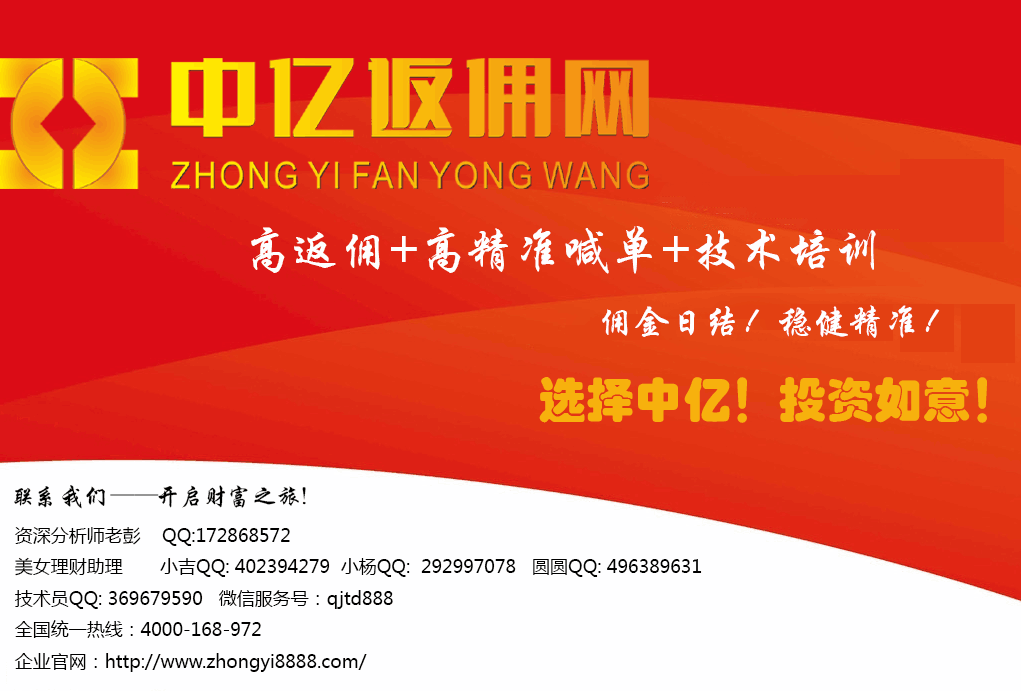 中亿返佣网
ZHONG YI FAN YONG WANG
高返佣+高精准喊单+技术培训
佣金日结！稳健精准！
选择中亿！投资如意！
联系我们——开启财富之旅！
资深分析师老彭 QQ:172868572
美女理财助理 小吉QQ: 402394279 小杨QQ: 292997078 圆圆QQ: 496389631
技术员QQ: 369679590 微信服务号：qjtd888
全国统一热线：4000-168-972
企业官网：http://www.zhongyi8888.com/